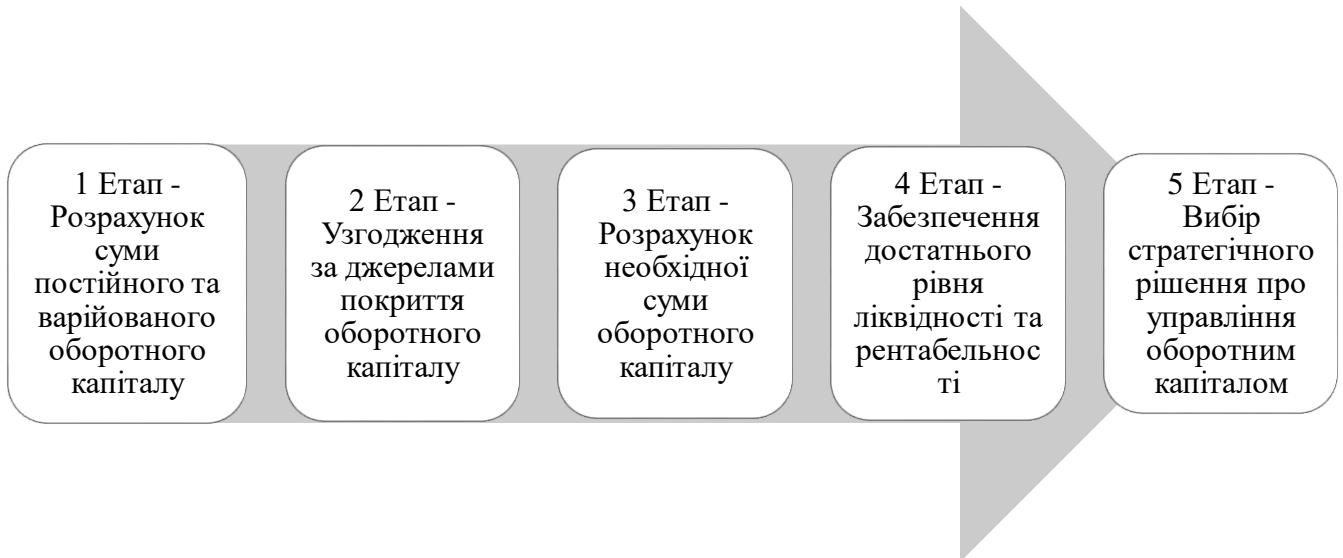 1 Етап -
Розрахунок
суми
постійного та
варійованого
оборотного
капіталу
2 Етап -
Узгодження
за джерелами
покриття
оборотного
капіталу
3 Етап -
Розрахунок
необхідної
суми
оборотного
капіталу
4 Етап -
Забезпечення
достатнього
рівня
ліквідності та
рентабельнос
ті
5 Етап -
Вибір
стратегічного
рішення про
управління
оборотним
капіталом